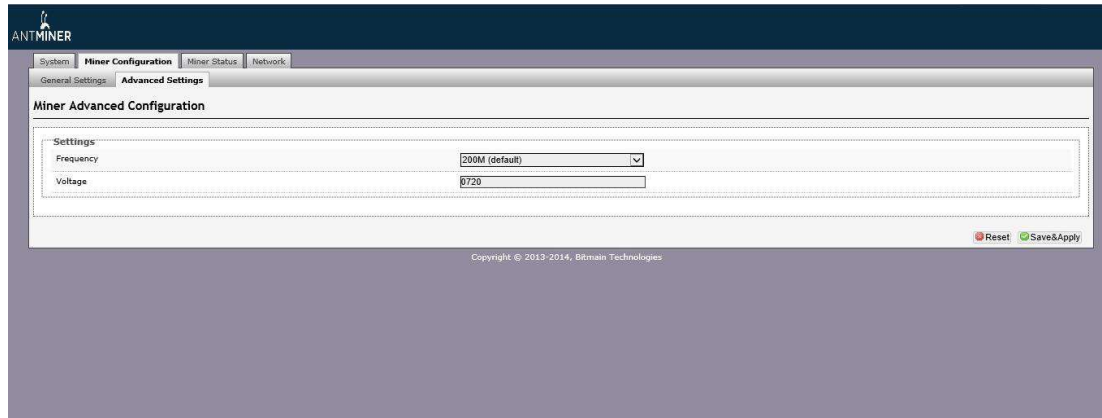 ANTMINER
System Miner Configuration Miner Status Network
General Settings Advanced Settings
Miner Advanced Configuration
Settings
Frequency 200M (default)
Voltage 0720
Reset Save&Apply
Copyright © 2013-2014, Bitmain Technologies